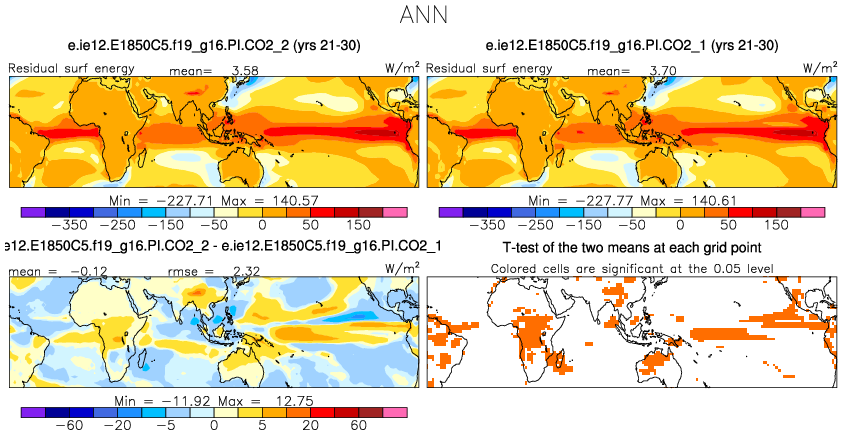 ANN
e.ie12.E1850C5.f19_g16.PI.CO2_2 (yrs 21-30)
Residual surf energy mean= 3.58 W/m²
Min = -227.71 Max = 140.57
-350 -250 -150 -50 0 50 150
e.ie12.E1850C5.f19_g16.PI.CO2_1 (yrs 21-30)
Residual surf energy mean= 3.70 W/m²
Min = -227.77 Max = 140.61
-350 -250 -150 -50 0 50 150
e12.E1850C5.f19_g16.PI.CO2_2 - e.ie12.E1850C5.f19_g16.PI.CO2_1
mean = -0.12 rmse = 2.32 W/m²
Min = -11.92 Max = 12.75
-60 -20 -5 0 5 20 60
T-test of the two means at each grid point
Colored cells are significant at the 0.05 level